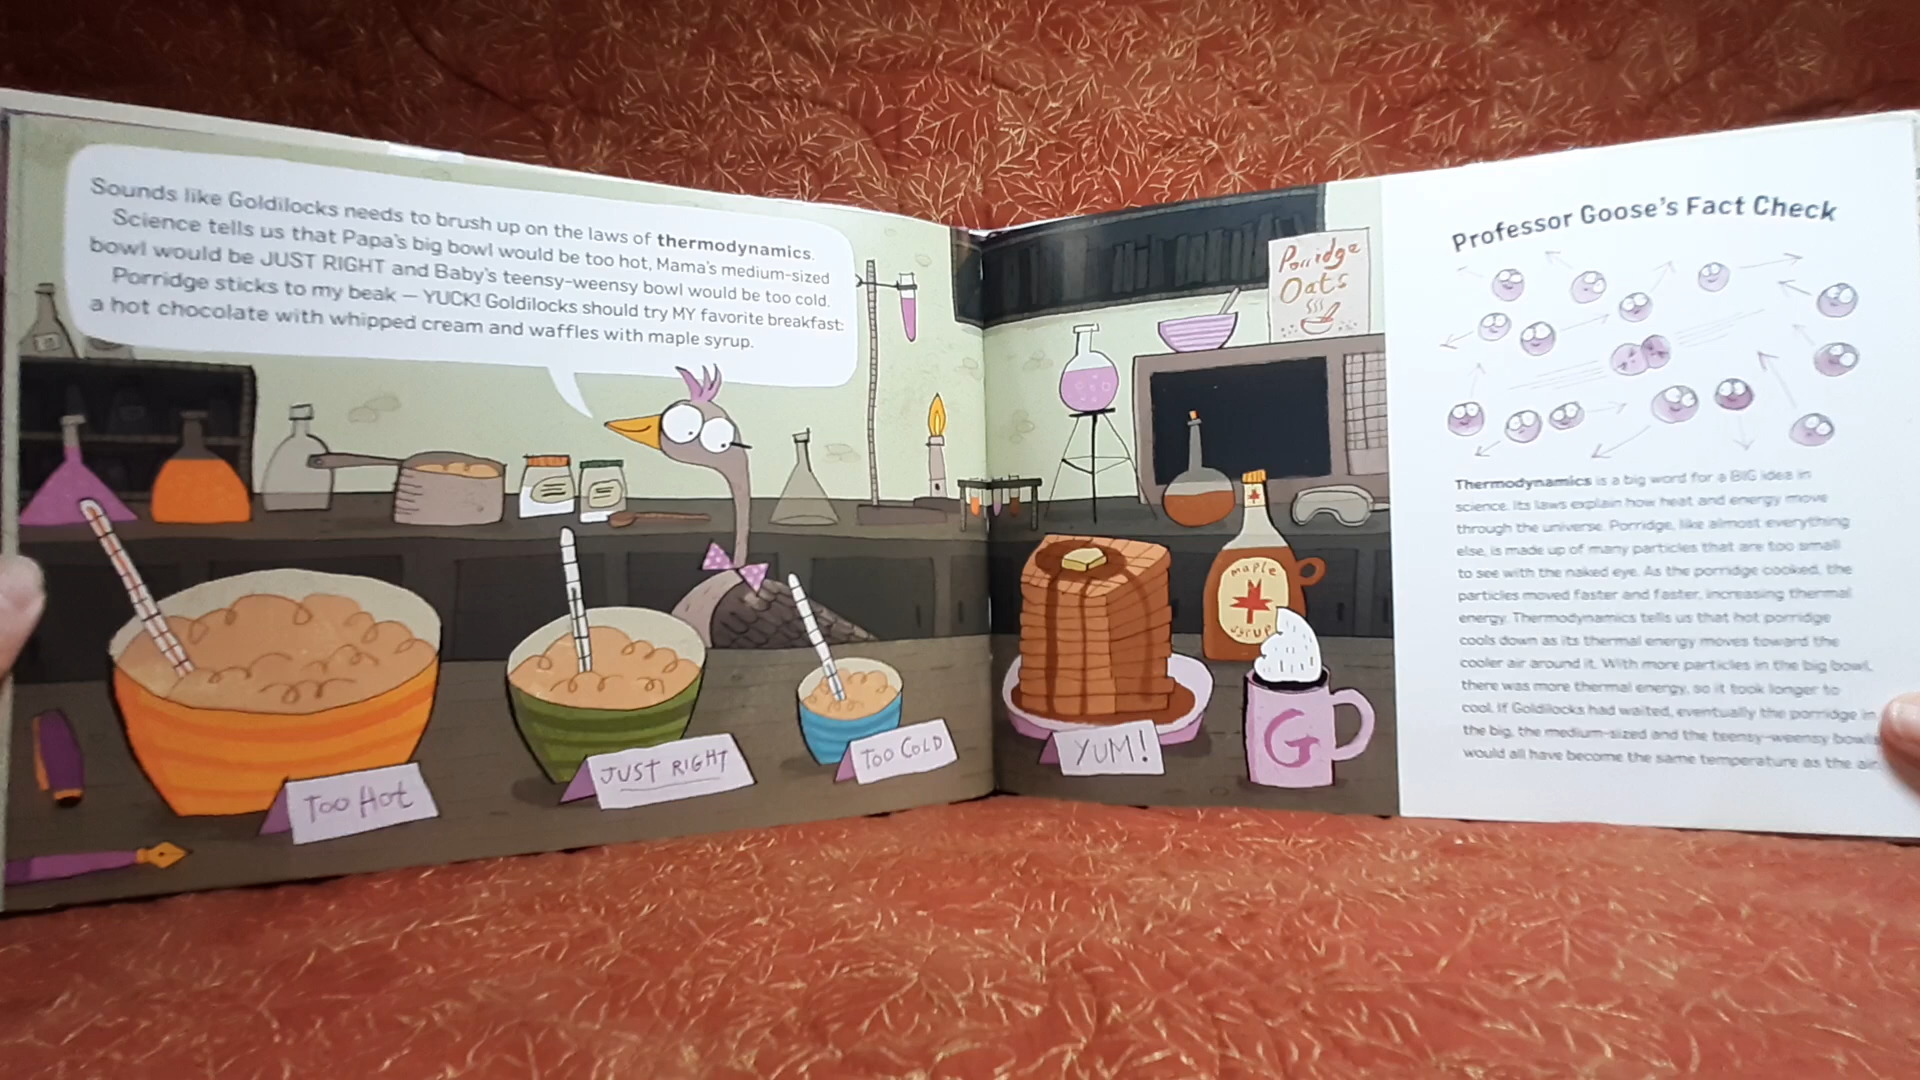 Sounds like Goldilocks needs to brush up on the laws of thermodynamics.
Science tells us that Papa's big bowl would be too hot, Mama's medium-sized
bowl would be JUST RIGHT and Baby's teensy-weensy bowl would be too cold.
Porridge sticks to my beak — YUCK! Goldilocks should try MY favorite breakfast:
a hot chocolate with whipped cream and waffles with maple syrup.
TOO HOT
JUST RIGHT
TOO COLD
Porridge
Oats
maple
syrup
YUM!
G
Professor Goose's Fact Check
Thermodynamics is a big word for a BIG idea in
science. Its laws explain how heat and energy move
through the universe. Porridge, like almost everything
else, is made up of many particles that are too small
to see with the naked eye. As the porridge cooked, the
particles moved faster and faster, increasing thermal
energy. Thermodynamics tells us that hot porridge
cools down as its thermal energy moves toward the
cooler air around it. With more particles in the big bowl,
there was more thermal energy, so it took longer to
cool. If Goldilocks had waited, eventually the porridge in
the big, the medium-sized and the teensy-weensy bowls
would all have become the same temperature as the air.